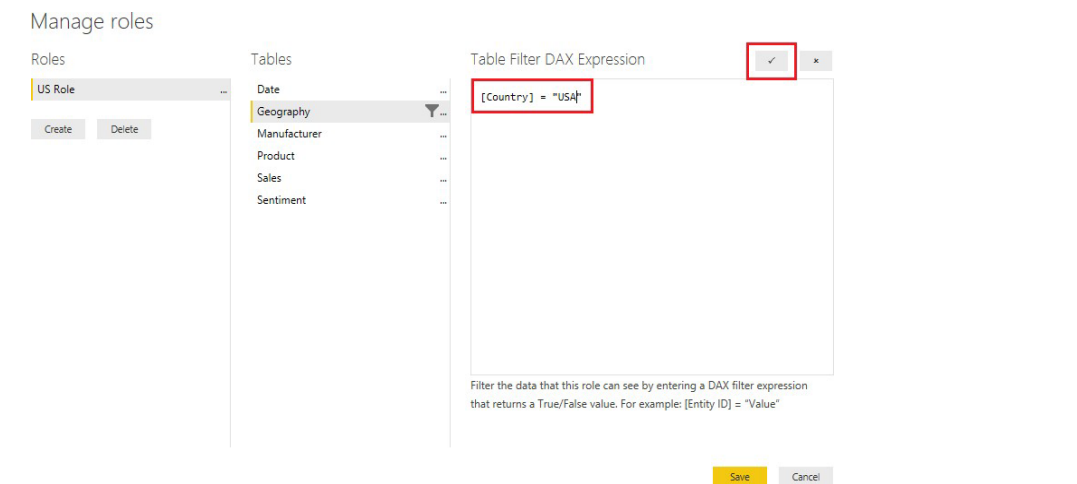 Manage roles
Roles
Tables
Table Filter DAX Expression
✓
×
US Role
...
Create
Delete
Date
...
Geography
...
Manufacturer
...
Product
...
Sales
...
Sentiment
...
[Country] = "USA"
Filter the data that this role can see by entering a DAX filter expression
that returns a True/False value. For example: [Entity ID] = "Value"
Save
Cancel